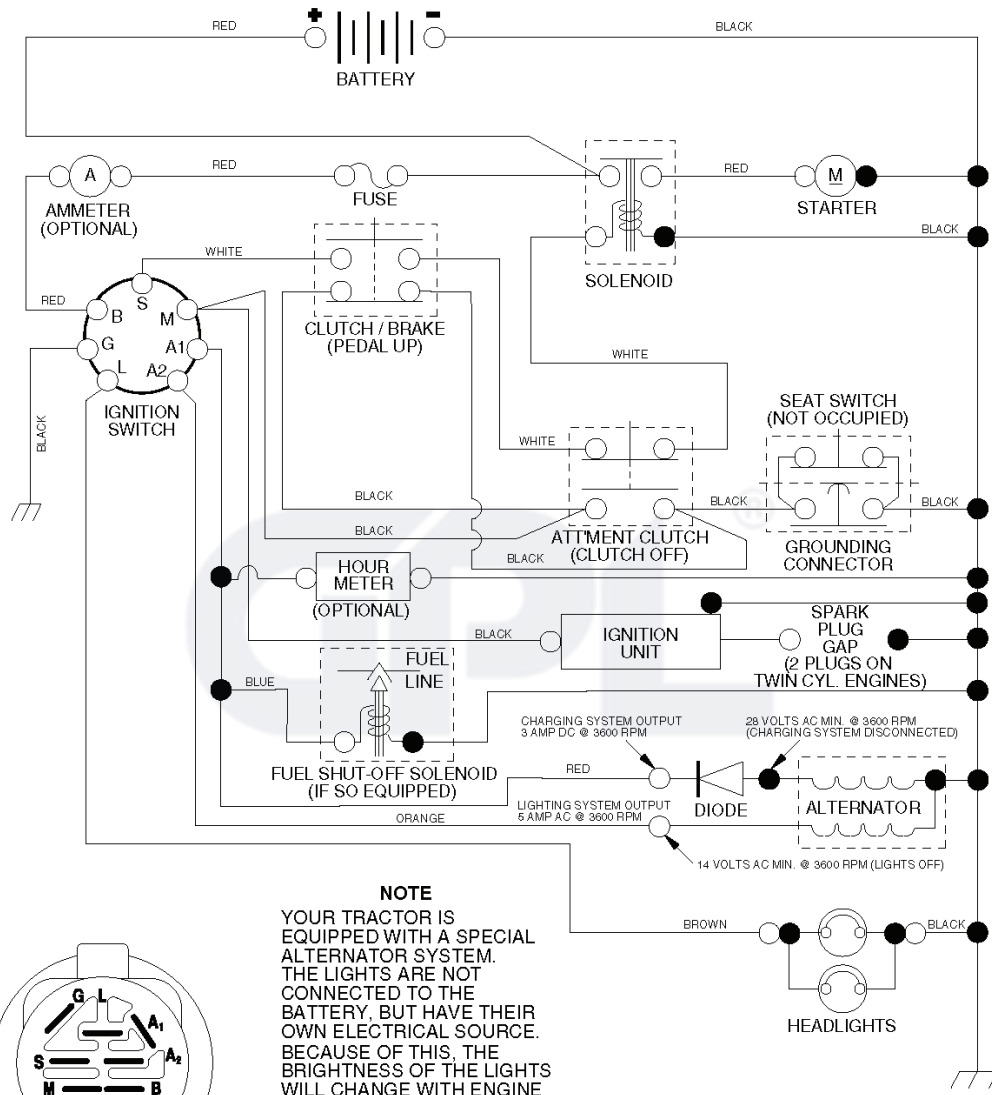 + -
RED
BLACK
BATTERY
RED
RED
A
M
AMMETER
(OPTIONAL)
FUSE
STARTER
WHITE
BLACK
SOLENOID
RED
S
B
M
G
A1
L
A2
CLUTCH / BRAKE
(PEDAL UP)
IGNITION
SWITCH
WHITE
SEAT SWITCH
(NOT OCCUPIED)
BLACK
WHITE
BLACK
BLACK
BLACK
BLACK
ATT'MENT CLUTCH
(CLUTCH OFF)
BLACK
GROUNDING
CONNECTOR
HOUR
METER
(OPTIONAL)
BLACK
IGNITION
UNIT
SPARK
PLUG
GAP
(2 PLUGS ON
TWIN CYL. ENGINES)
FUEL
LINE
BLUE
FUEL SHUT-OFF SOLENOID
(IF SO EQUIPPED)
CHARGING SYSTEM OUTPUT
3 AMP DC @ 3600 RPM
28 VOLTS AC MIN. @ 3600 RPM
(CHARGING SYSTEM DISCONNECTED)
RED
DIODE
ALTERNATOR
LIGHTING SYSTEM OUTPUT
5 AMP AC @ 3600 RPM
ORANGE
14 VOLTS AC MIN. @ 3600 RPM (LIGHTS OFF)
BROWN
BLACK
HEADLIGHTS
NOTE
YOUR TRACTOR IS
EQUIPPED WITH A SPECIAL
ALTERNATOR SYSTEM.
THE LIGHTS ARE NOT
CONNECTED TO THE
BATTERY, BUT HAVE THEIR
OWN ELECTRICAL SOURCE.
BECAUSE OF THIS, THE
BRIGHTNESS OF THE LIGHTS
WILL CHANGE WITH ENGINE
G L
A1
S
A2
M B
GPL®